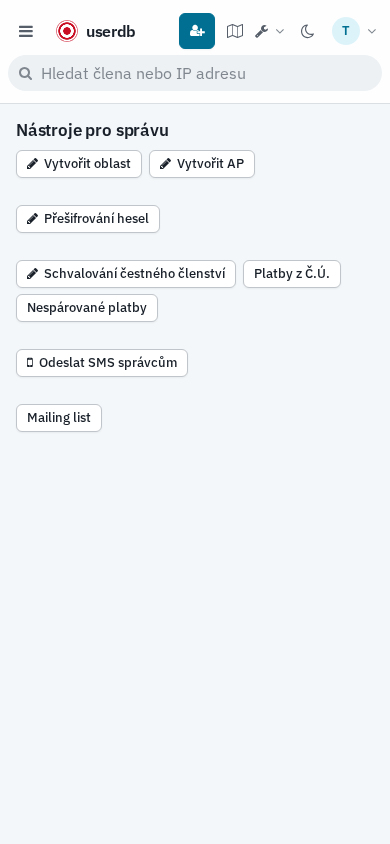 userdb
T
Hledat člena nebo IP adresu
Nástroje pro správu
Vytvořit oblast
Vytvořit AP
Přešifrování hesel
Schvalování čestného členství
Platby z Č.Ú.
Nespárované platby
Odeslat SMS správcům
Mailing list